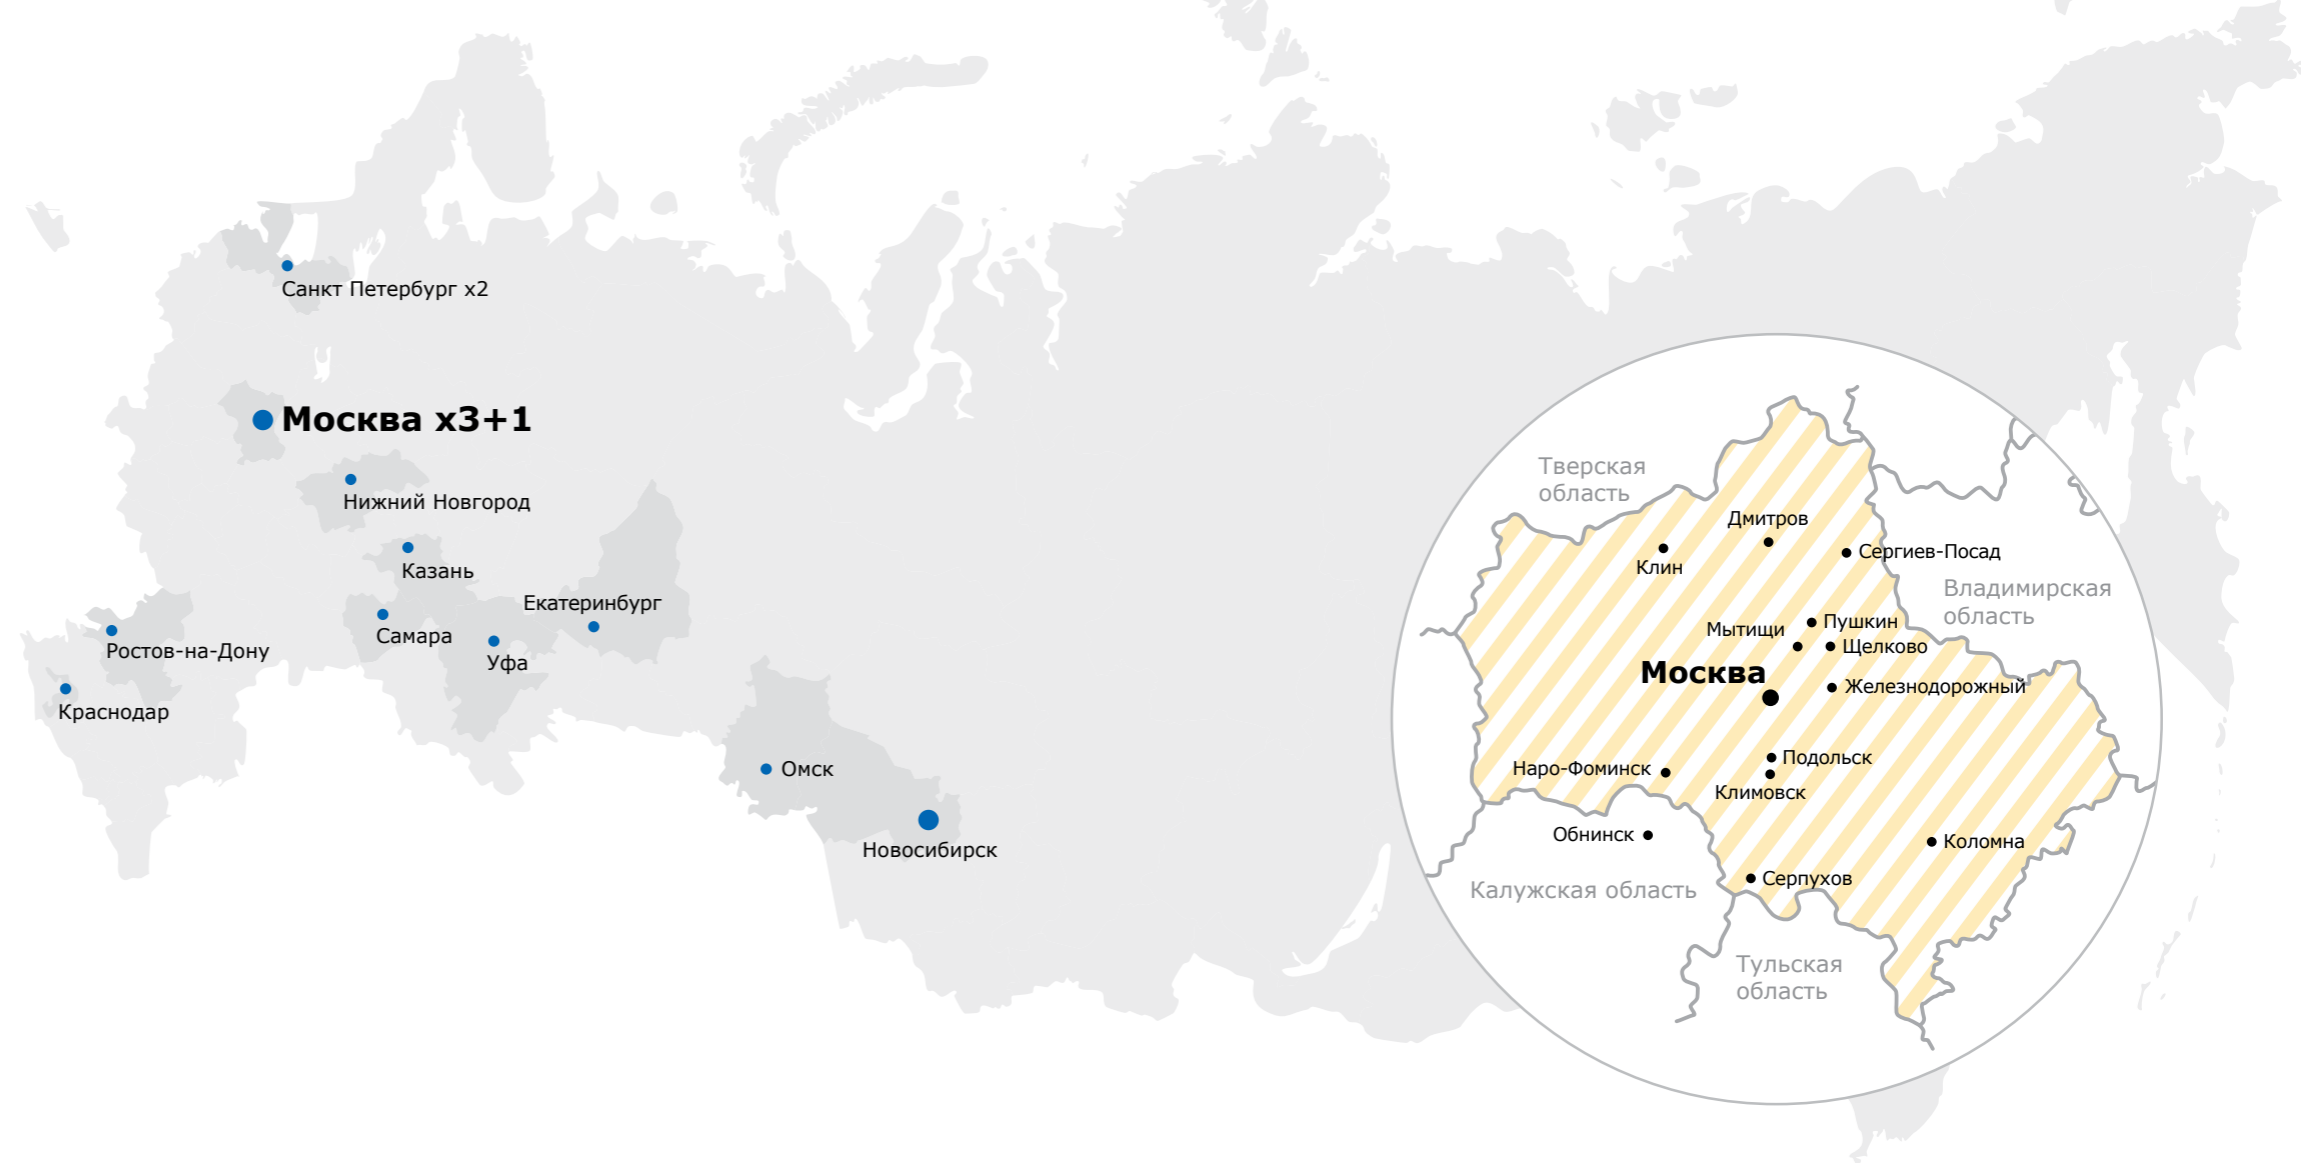 Санкт Петербург x2
Москва x3+1
Нижний Новгород
Казань
Екатеринбург
Самара
Ростов-на-Дону
Уфа
Краснодар
Омск
Новосибирск
Тверская
область
Дмитров
Сергиев-Посад
Клин
Владимирская
область
Пушкин
Мытищи
Щелково
Москва
Железнодорожный
Подольск
Наро-Фоминск
Климовск
Обнинск
Коломна
Серпухов
Калужская область
Тульская
область